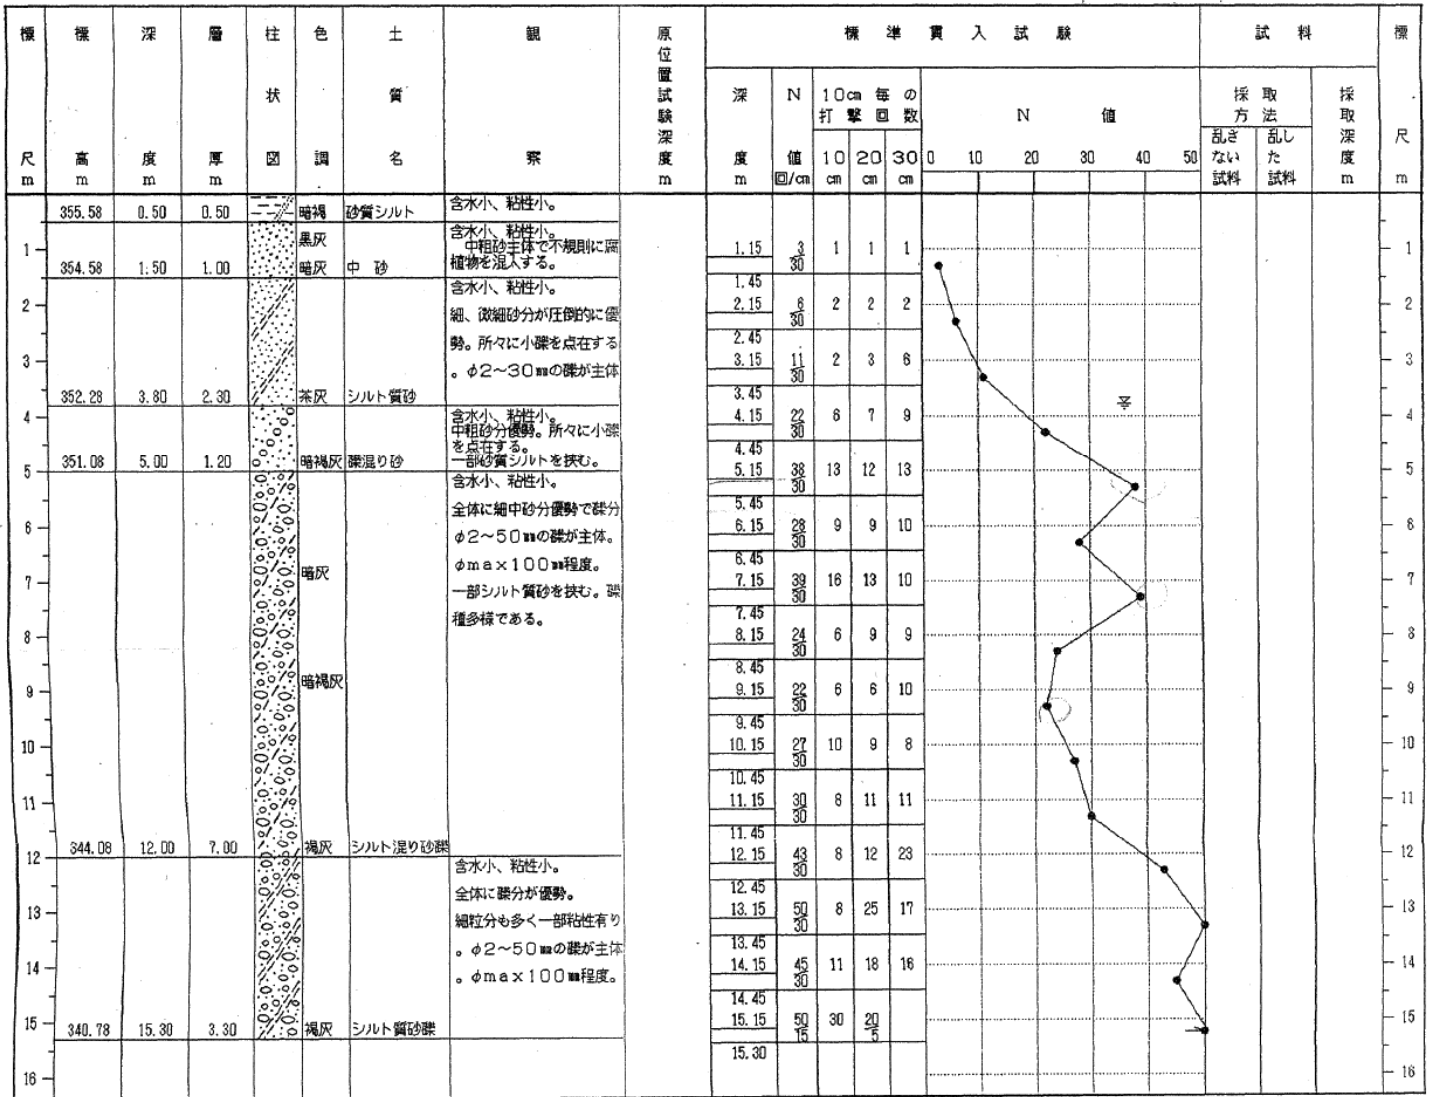 標 標 深 層 柱 色 土 観 原位置試験深度 標準貫入試験 試料 標
状 質 深 N 10cm毎の N 値 採取 採
打撃回数 方法 取
乱さ 乱し 深
尺 高 度 厚 図 調 名 察 度 値 10 20 30 0 10 20 30 40 50 ない た 度 尺
m m m m m m 回/cm cm cm cm 試料 試料 m m
355.58 0.50 0.50 暗褐 砂質シルト 含水小、粘性小。
黒灰 含水小、粘性小。
1 中粗砂主体で不規則に腐 1.15 3/30 1 1 1 1
354.58 1.50 1.00 暗灰 中 砂 植物を混入する。
含水小、粘性小。 1.45
2 細、微細砂分が圧倒的に優 2.15 6/30 2 2 2 2
勢。所々に小礫を点在する 2.45
3 。φ2〜30㎜の礫が主体 3.15 11/30 2 3 6 3
352.28 3.80 2.30 茶灰 シルト質砂 3.45
4 含水小、粘性小。 4.15 22/30 6 7 9 4
中粗砂分優勢。所々に小礫
を点在する。 4.45
351.08 5.00 1.20 暗褐灰 礫混り砂 一部砂質シルトを挟む。
5 含水小、粘性小。 5.15 38/30 13 12 13 5
全体に細中砂分優勢で礫分 5.45
6 φ2〜50㎜の礫が主体。 6.15 28/30 9 9 10 6
φmax100㎜程度。 6.45
7 暗灰 一部シルト質砂を挟む。礫 7.15 39/30 16 13 10 7
種多様である。 7.45
8 8.15 24/30 6 9 9 8
暗褐灰 8.45
9 9.15 22/30 6 6 10 9
9.45
10 10.15 27/30 10 9 8 10
10.45
11 11.15 30/30 8 11 11 11
344.08 12.00 7.00 褐灰 シルト混り砂礫 11.45
12 含水小、粘性小。 12.15 43/30 8 12 23 12
全体に礫分が優勢。 12.45
13 細粒分も多く一部粘性有り 13.15 50/30 8 25 17 13
。φ2〜50㎜の礫が主体 13.45
14 。φmax100㎜程度。 14.15 45/30 11 18 16 14
14.45
15 340.78 15.30 3.30 褐灰 シルト質砂礫 15.15 50/15 30 20/5 15
15.30
16 16